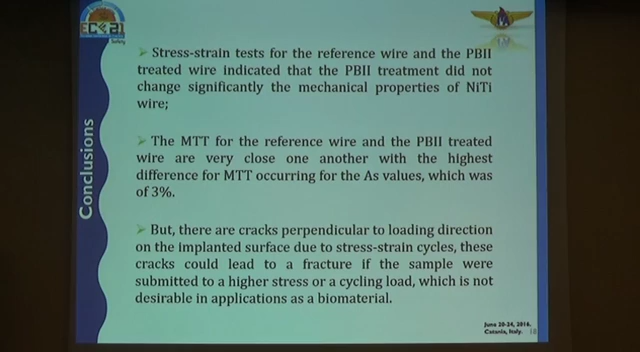 ECF21
Safety
Conclusions
Stress-strain tests for the reference wire and the PBII
treated wire indicated that the PBII treatment did not
change significantly the mechanical properties of NiTi
wire;
The MTT for the reference wire and the PBII treated
wire are very close one another with the highest
difference for MTT occurring for the As values, which was
of 3%.
But, there are cracks perpendicular to loading direction
on the implanted surface due to stress-strain cycles, these
cracks could lead to a fracture if the sample were
submitted to a higher stress or a cycling load, which is not
desirable in applications as a biomaterial.
June 20-24, 2016.
Catania, Italy. 18